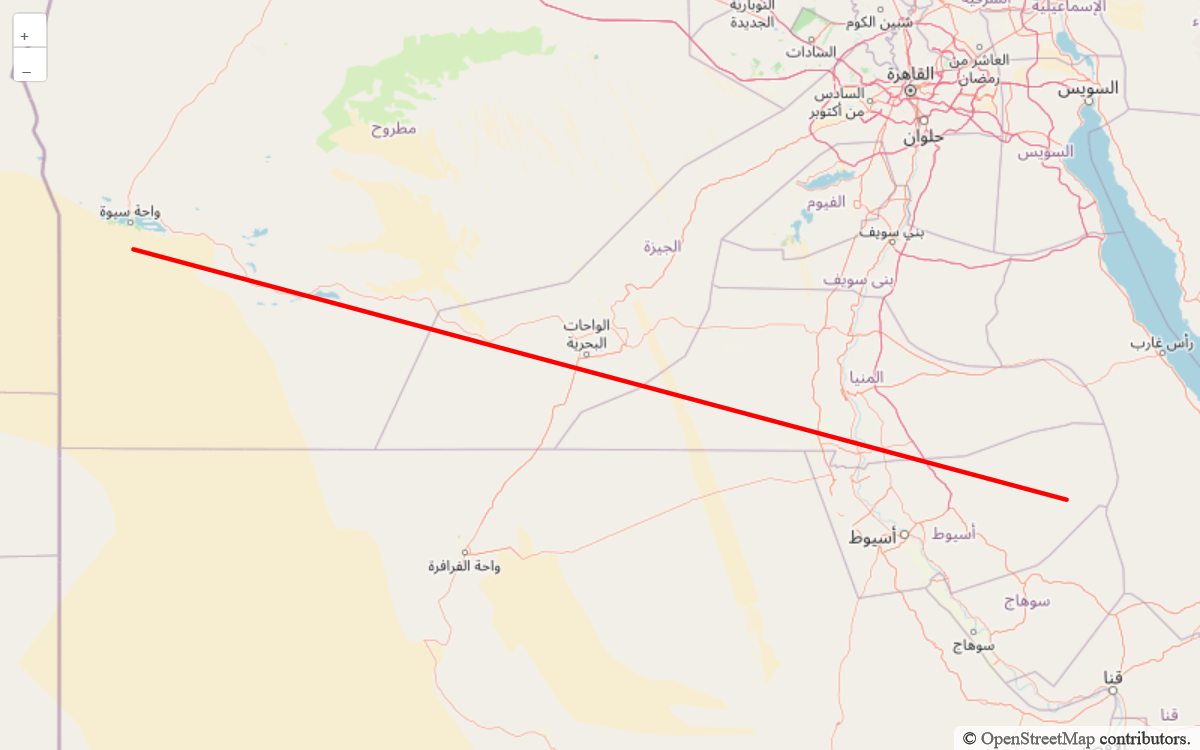 +
−
النوبارية
الجديدة
شبين الكوم
الشرقية
الإسماعيلية
السادات
العاشر من
رمضان
القاهرة
السويس
السادس
من أكتوبر
حلوان
السويس
مطروح
الفيوم
واحة سيوة
بني سويف
الجيزة
بنى سويف
الواحات
البحرية
رأس غارب
المنيا
أسيوط
أسيوط
واحة الفرافرة
سوهاج
سوهاج
قنا
قنا
© OpenStreetMap contributors.